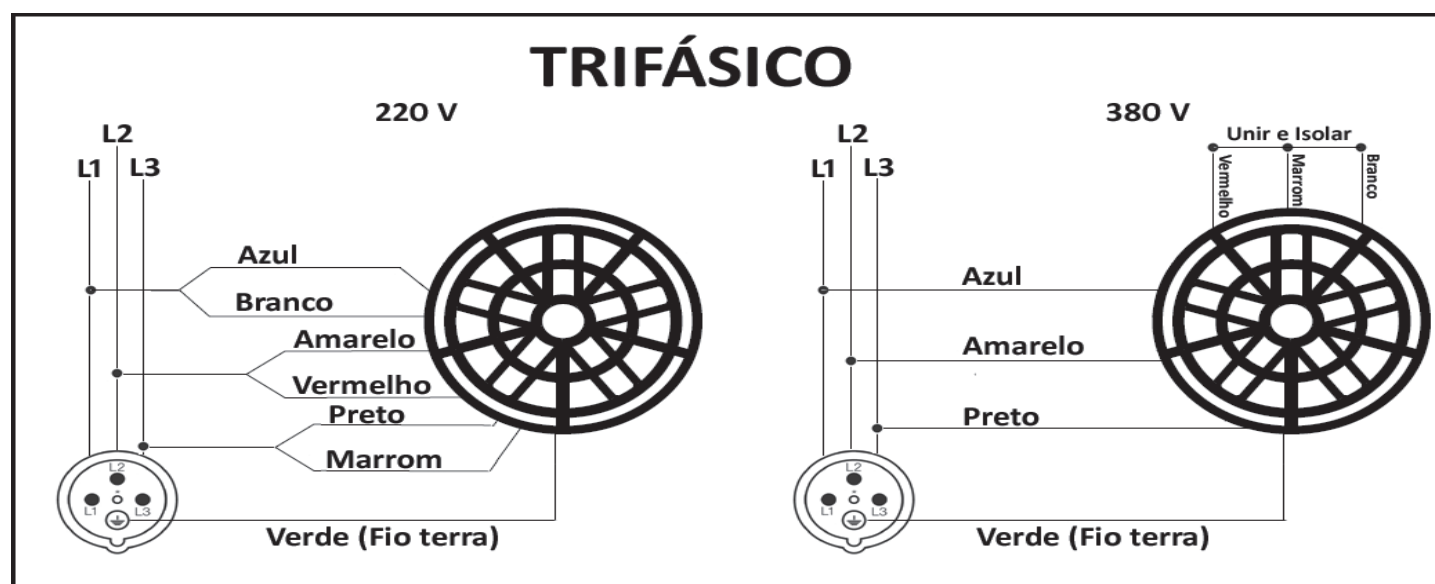 TRIFÁSICO
220 V
L2
L1 L3
Azul
Branco
Amarelo
Vermelho
Preto
Marrom
L2
L1 L3
Verde (Fio terra)
380 V
Unir e Isolar
L2
L1 L3
Vermelho
Marrom
Branco
Azul
Amarelo
Preto
L2
L1 L3
Verde (Fio terra)